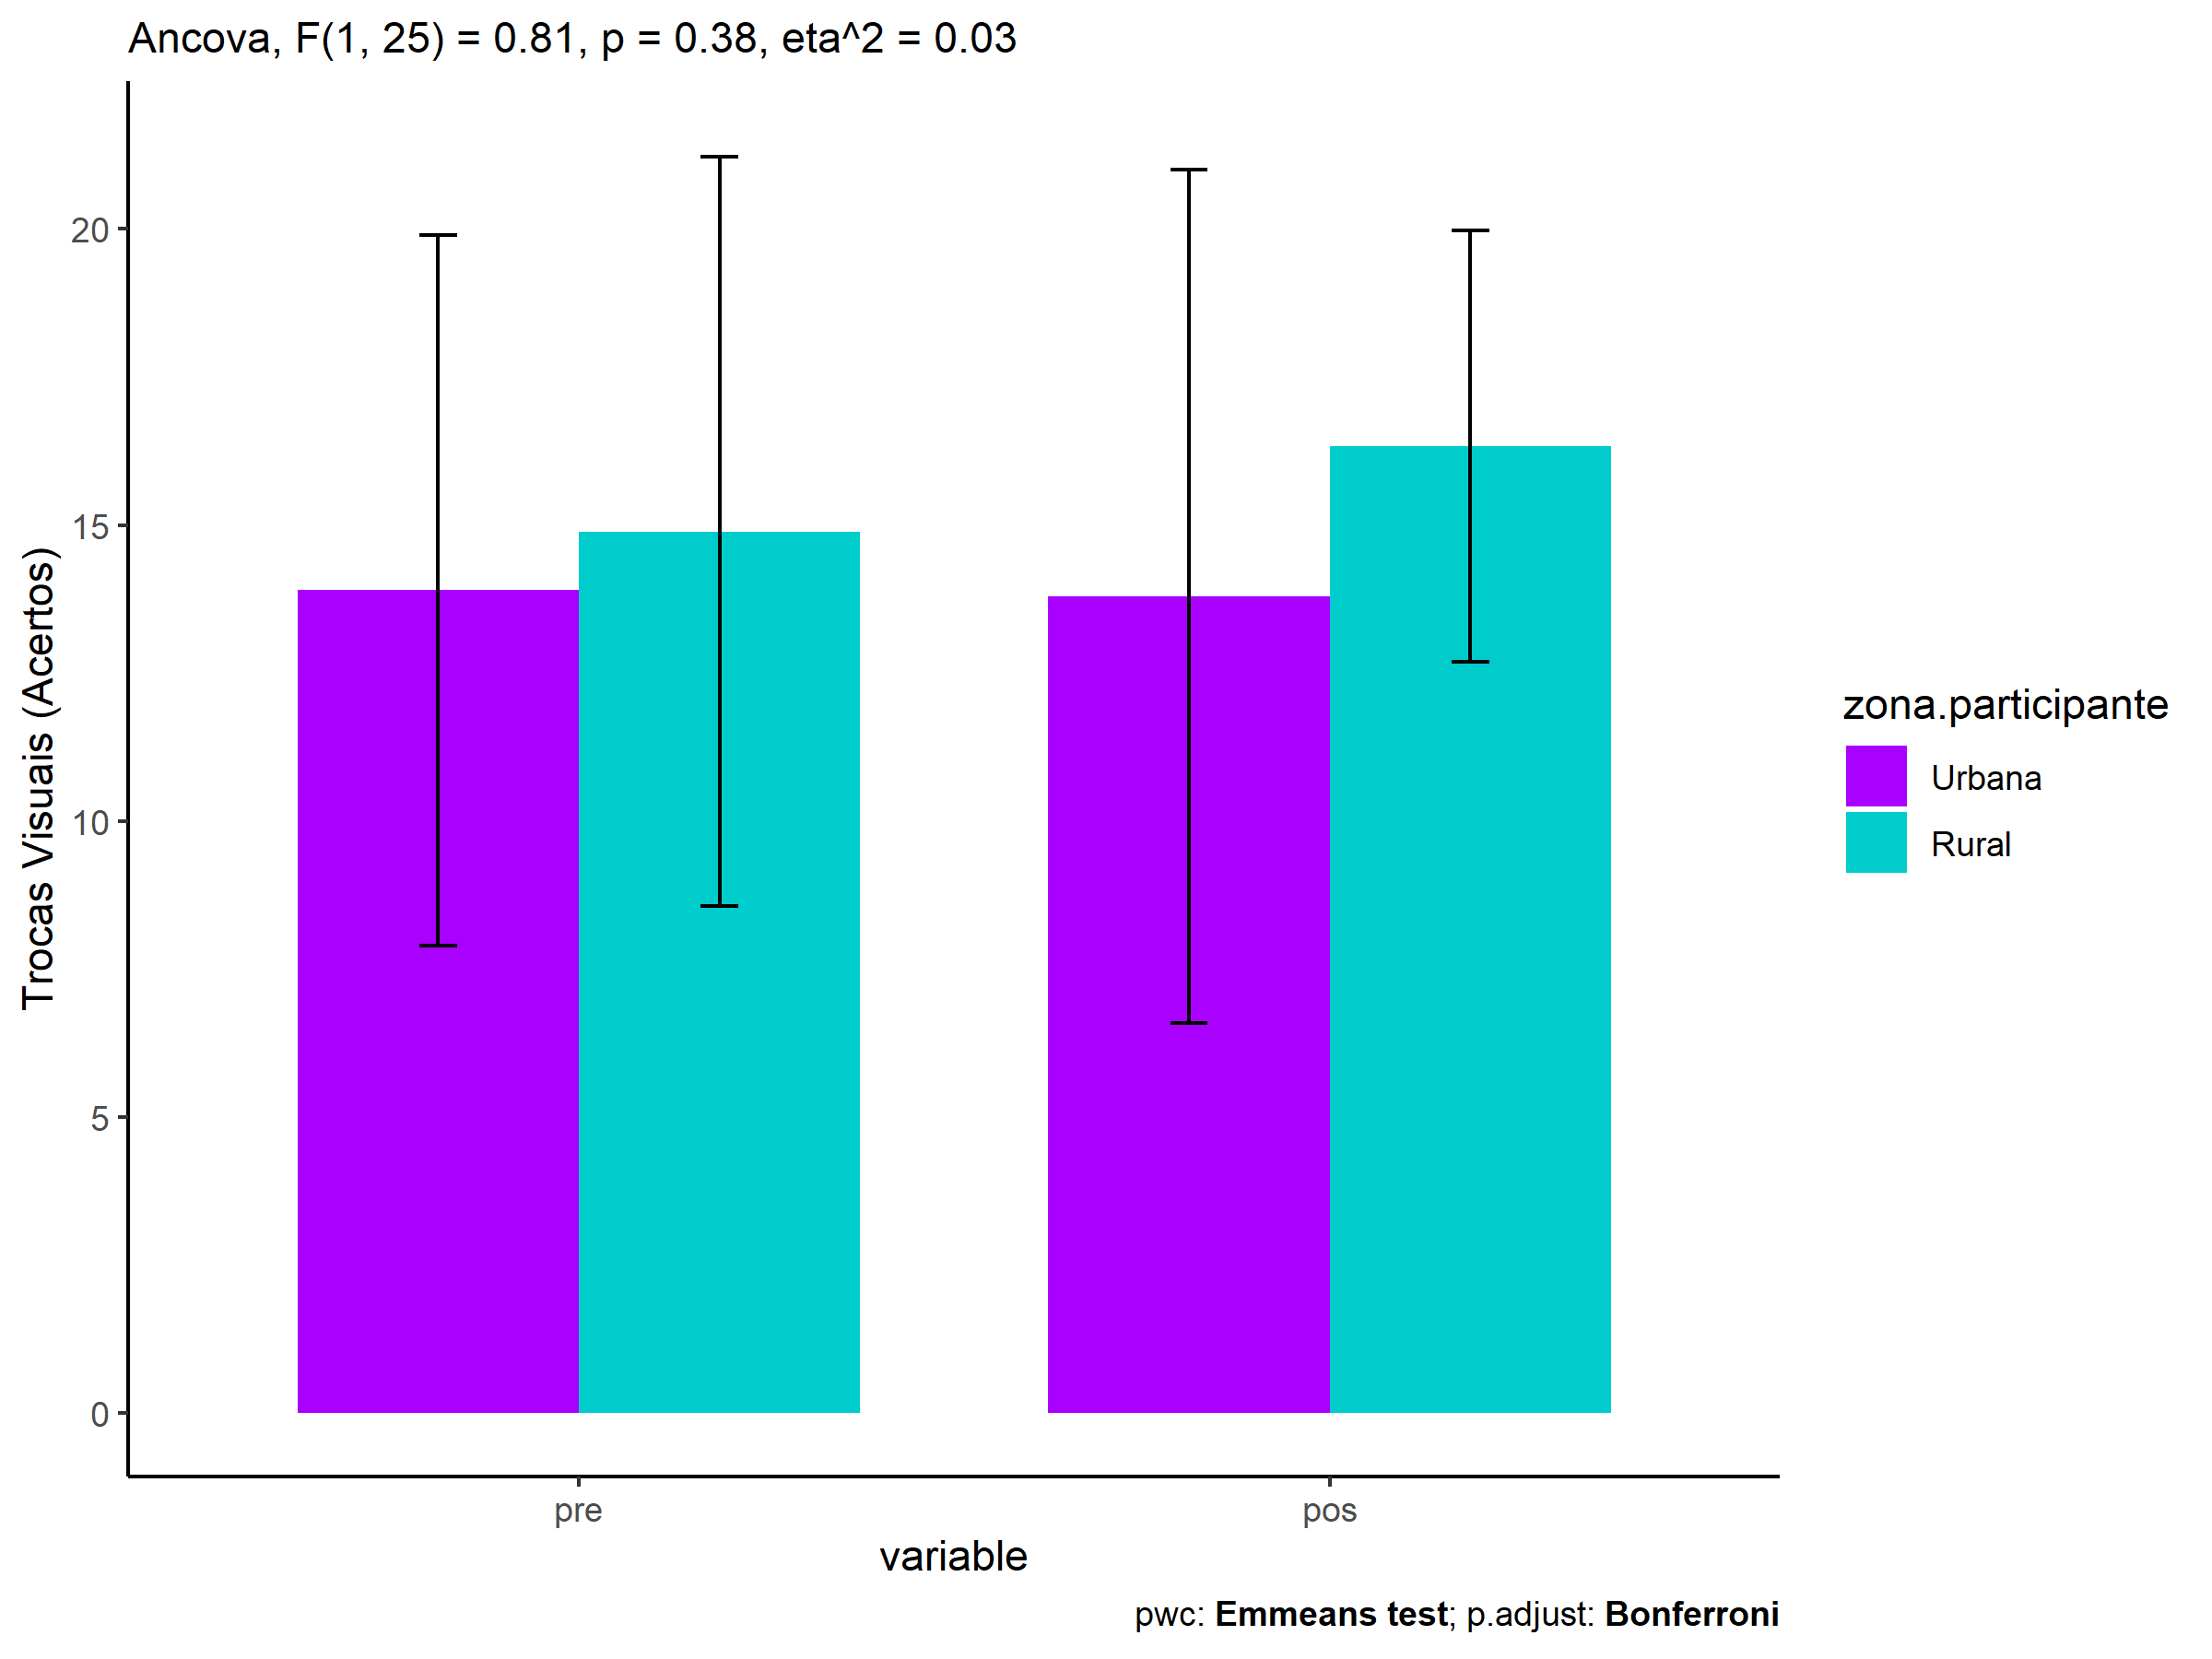 Ancova, F(1, 25) = 0.81, p = 0.38, eta^2 = 0.03
Trocas Visuais (Acertos)
20
15
10
5
0
pre
pos
variable
zona.participante
Urbana
Rural
pwc: Emmeans test; p.adjust: Bonferroni